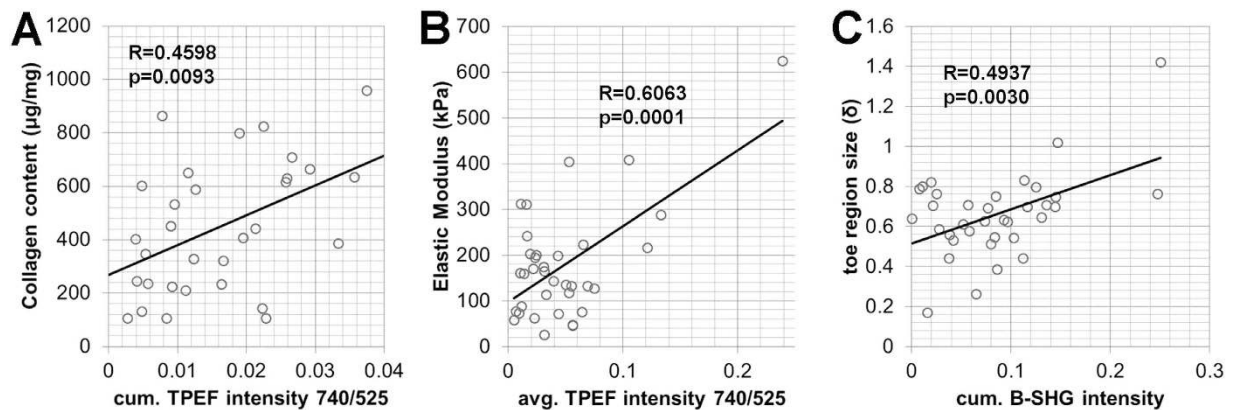 A
R=0.4598
p=0.0093
Collagen content (µg/mg)
1200
1000
800
600
400
200
0
0
0.01
0.02
0.03
0.04
cum. TPEF intensity 740/525
B
R=0.6063
p=0.0001
Elastic Modulus (kPa)
700
600
500
400
300
200
100
0
0
0.1
0.2
avg. TPEF intensity 740/525
C
R=0.4937
p=0.0030
toe region size (δ)
1.6
1.4
1.2
1
0.8
0.6
0.4
0.2
0
0
0.1
0.2
0.3
cum. B-SHG intensity